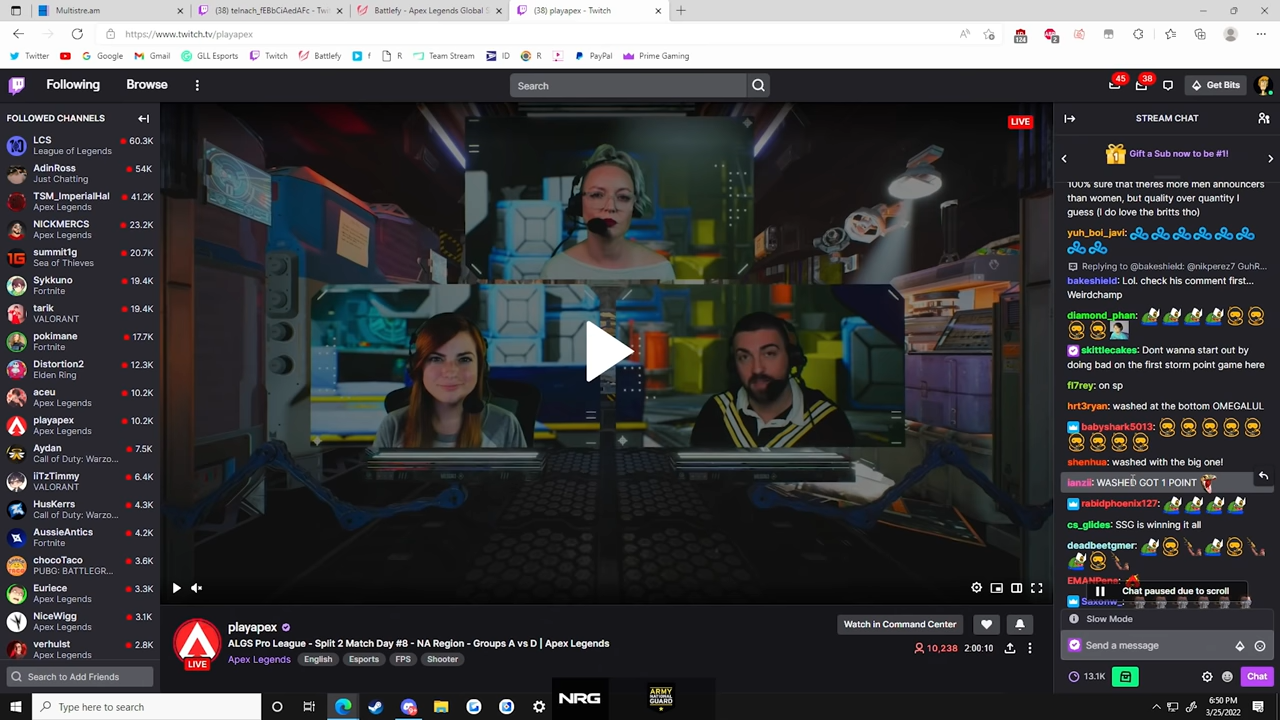 Multistre.am
(38) telnach_fEBbCiAedAFc - Twi
Battlefy - Apex Legends Global S
(38) playapex - Twitch
https://www.twitch.tv/playapex
124
2
Twitter
Google
Gmail
GLL Esports
Twitch
Battlefy
f
R
Team Stream
ID
R
PayPal
Prime Gaming
Following
Browse
Search
45
38
Get Bits
FOLLOWED CHANNELS
LCS
League of Legends
60.3K
AdinRoss
Just Chatting
54K
TSM_ImperialHal
Apex Legends
41.2K
NICKMERCS
Apex Legends
23.2K
summit1g
Sea of Thieves
20.7K
Sykkuno
Fortnite
19.4K
tarik
VALORANT
19.4K
pokimane
Fortnite
17.7K
Distortion2
Elden Ring
12.3K
aceu
Apex Legends
10.2K
playapex
Apex Legends
10.2K
Aydan
Call of Duty: Warzo...
7.5K
iiTzTimmy
Apex Legends
6.4K
HusKerrs
Call of Duty: Warzo...
4.3K
AussieAntics
Fortnite
4.2K
chocoTaco
PUBG: BATTLEGR...
3.6K
Euriece
Apex Legends
3.3K
NiceWigg
Apex Legends
3.1K
verhulst
Apex Legends
2.8K
Search to Add Friends
LIVE
playapex
ALGS Pro League - Split 2 Match Day #8 - NA Region - Groups A vs D | Apex Legends
Apex Legends
English
Esports
FPS
Shooter
LIVE
Watch in Command Center
10,238
2:00:10
STREAM CHAT
1
Gift a Sub now to be #1!
100% sure that theres more men announcers
than women, but quality over quantity I
guess (I do love the britts tho)
yuh_boi_javi:
Replying to @bakeshield: @nikperez7 GuhR...
bakeshield: Lol. check his comment first...
Weirdchamp
diamond_phan:
skittlecakes: Dont wanna start out by
doing bad on the first storm point game here
fl7rey: on sp
hrt3ryan: washed at the bottom OMEGALUL
babyshark5013:
shenhua: washed with the big one!
ianzii: WASHED GOT 1 POINT
rabidphoenix127:
cs_glides: SSG is winning it all
deadbeetgmer:
EMANPena:
Chat paused due to scroll
Slow Mode
Send a message
13.1K
Chat
Type here to search
NRG
ARMY
NATIONAL
GUARD
6:50 PM
3/25/2022